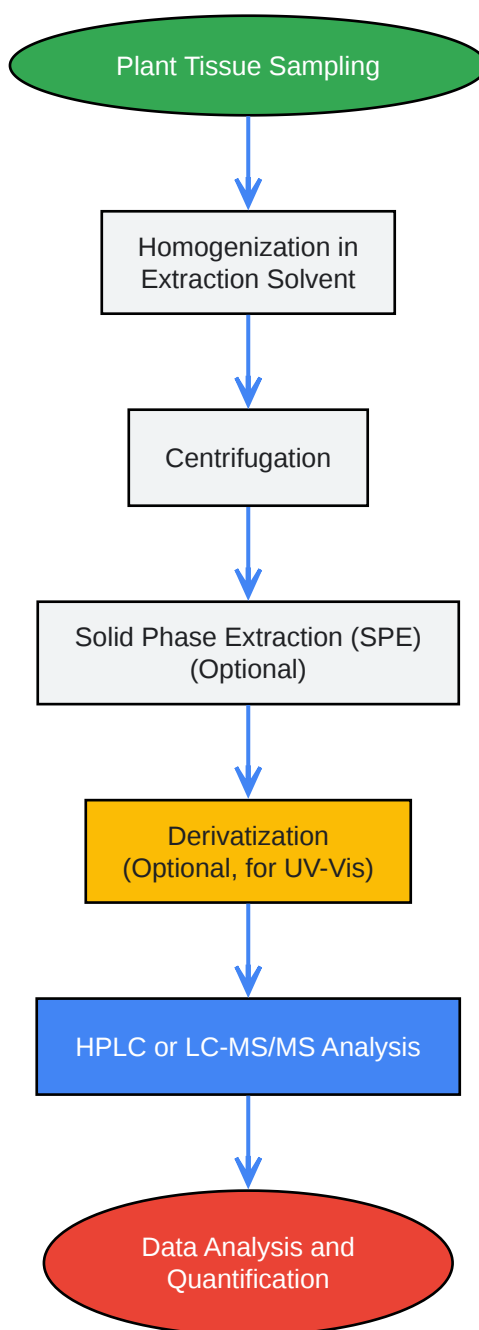 Plant Tissue Sampling
Homogenization in
Extraction Solvent
Centrifugation
Solid Phase Extraction (SPE)
(Optional)
Derivatization
(Optional, for UV-Vis)
HPLC or LC-MS/MS Analysis
Data Analysis and
Quantification